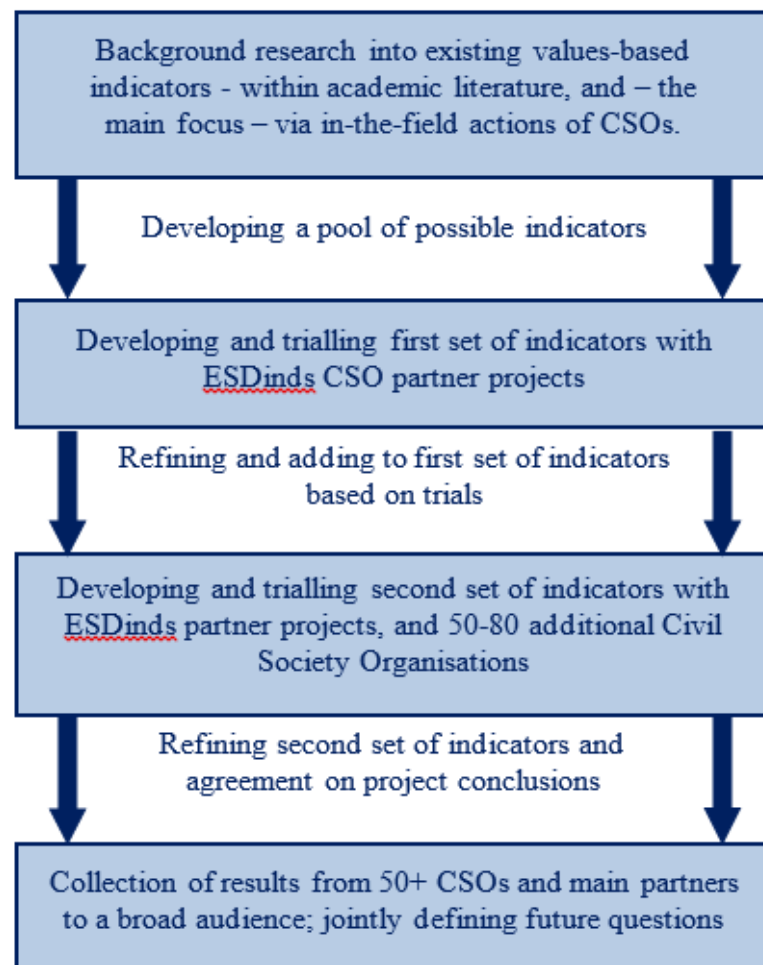 Background research into existing values-based
indicators - within academic literature, and – the
main focus – via in-the-field actions of CSOs.
Developing a pool of possible indicators
Developing and trialling first set of indicators with
ESDinds CSO partner projects
Refining and adding to first set of indicators
based on trials
Developing and trialling second set of indicators with
ESDinds partner projects, and 50-80 additional Civil
Society Organisations
Refining second set of indicators and
agreement on project conclusions
Collection of results from 50+ CSOs and main partners
to a broad audience; jointly defining future questions